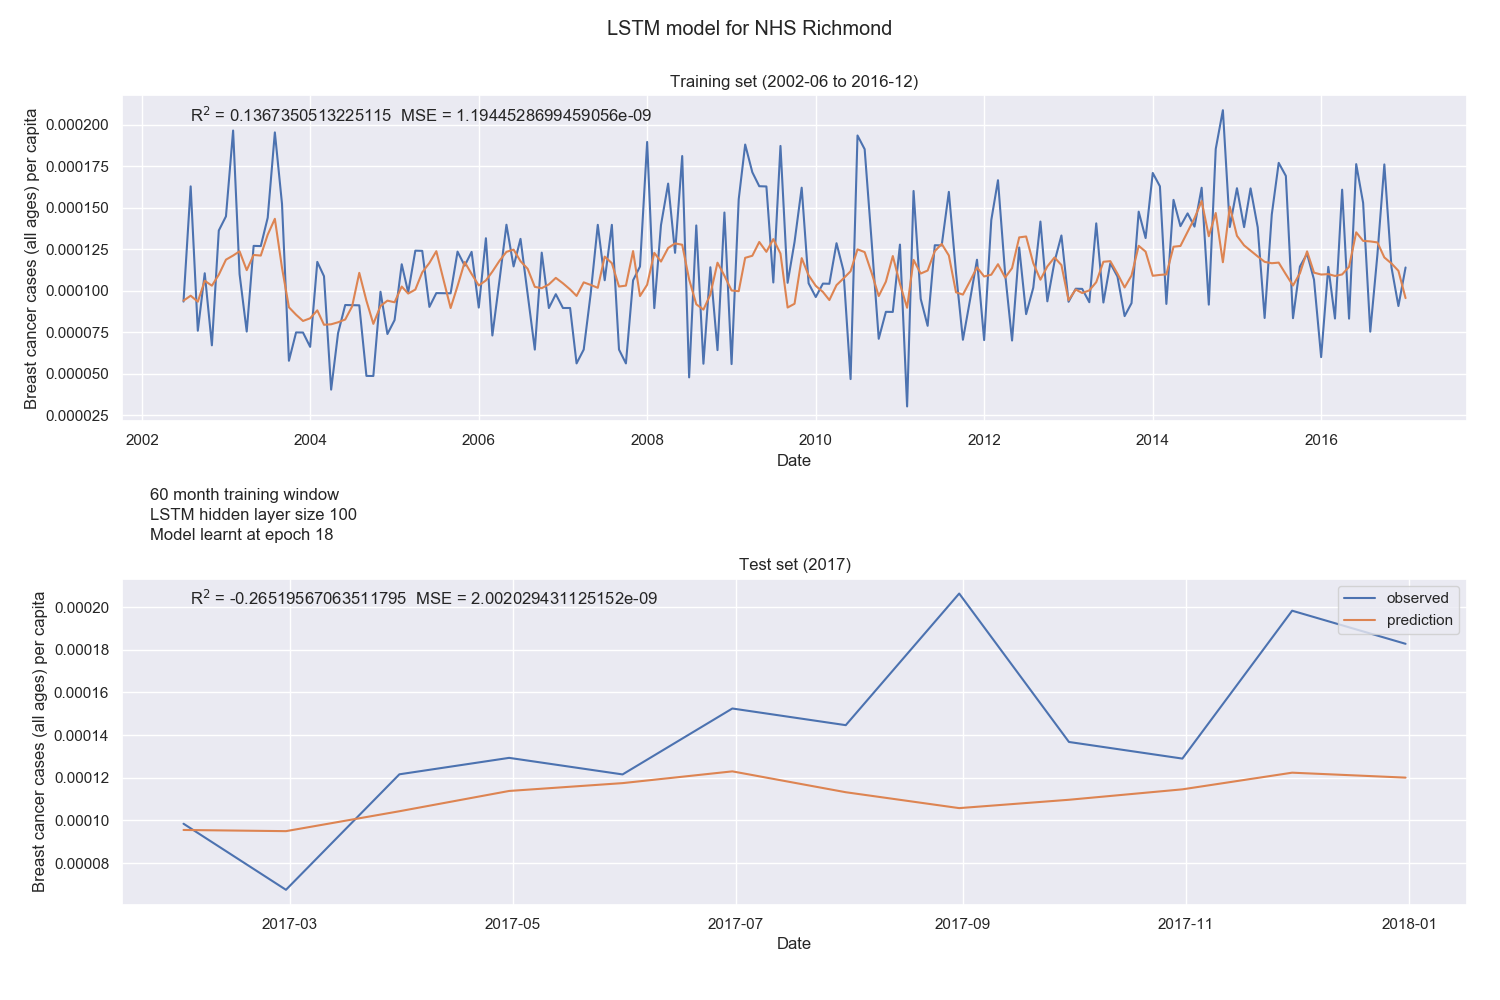 LSTM model for NHS Richmond
Training set (2002-06 to 2016-12)
R² = 0.1367350513225115  MSE = 1.1944528699459056e-09
Breast cancer cases (all ages) per capita
0.000200
0.000175
0.000150
0.000125
0.000100
0.000075
0.000050
0.000025
2002 2004 2006 2008 2010 2012 2014 2016
Date
60 month training window
LSTM hidden layer size 100
Model learnt at epoch 18
Test set (2017)
R² = -0.26519567063511795  MSE = 2.002029431125152e-09
observed
prediction
Breast cancer cases (all ages) per capita
0.00020
0.00018
0.00016
0.00014
0.00012
0.00010
0.00008
2017-03 2017-05 2017-07 2017-09 2017-11 2018-01
Date